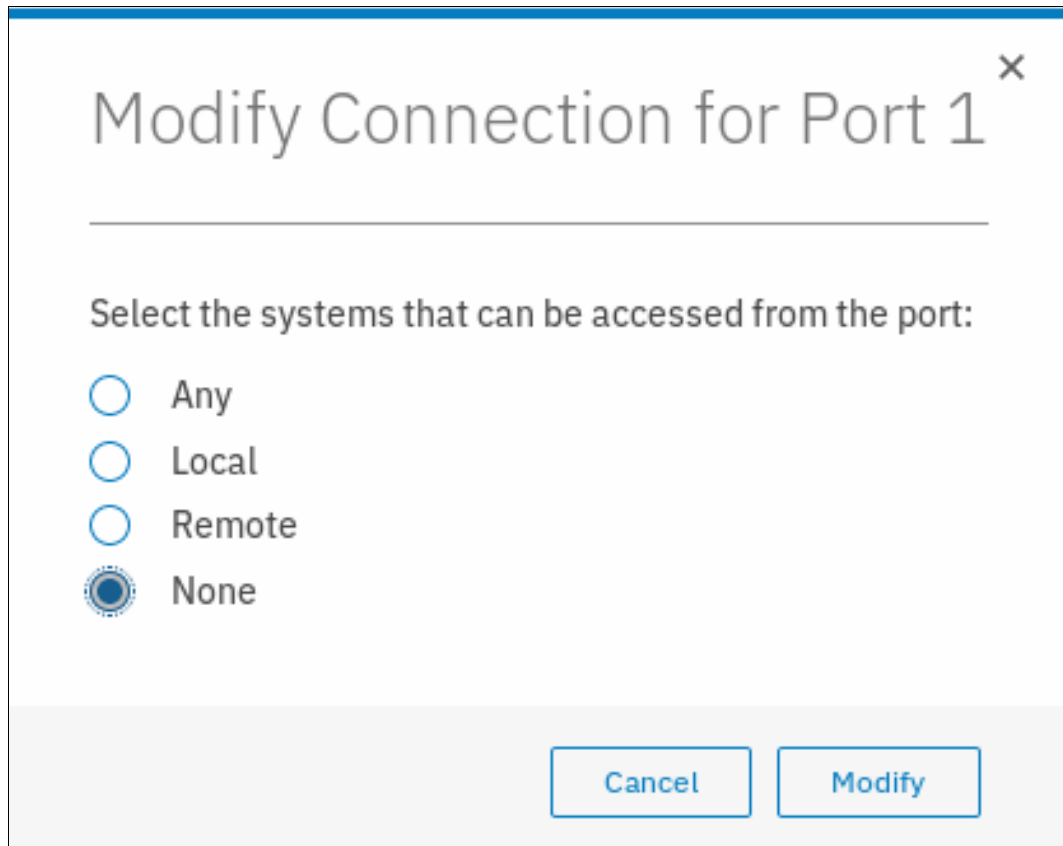 Modify Connection for Port 1
Select the systems that can be accessed from the port:
Any
Local
Remote
None
Cancel
Modify